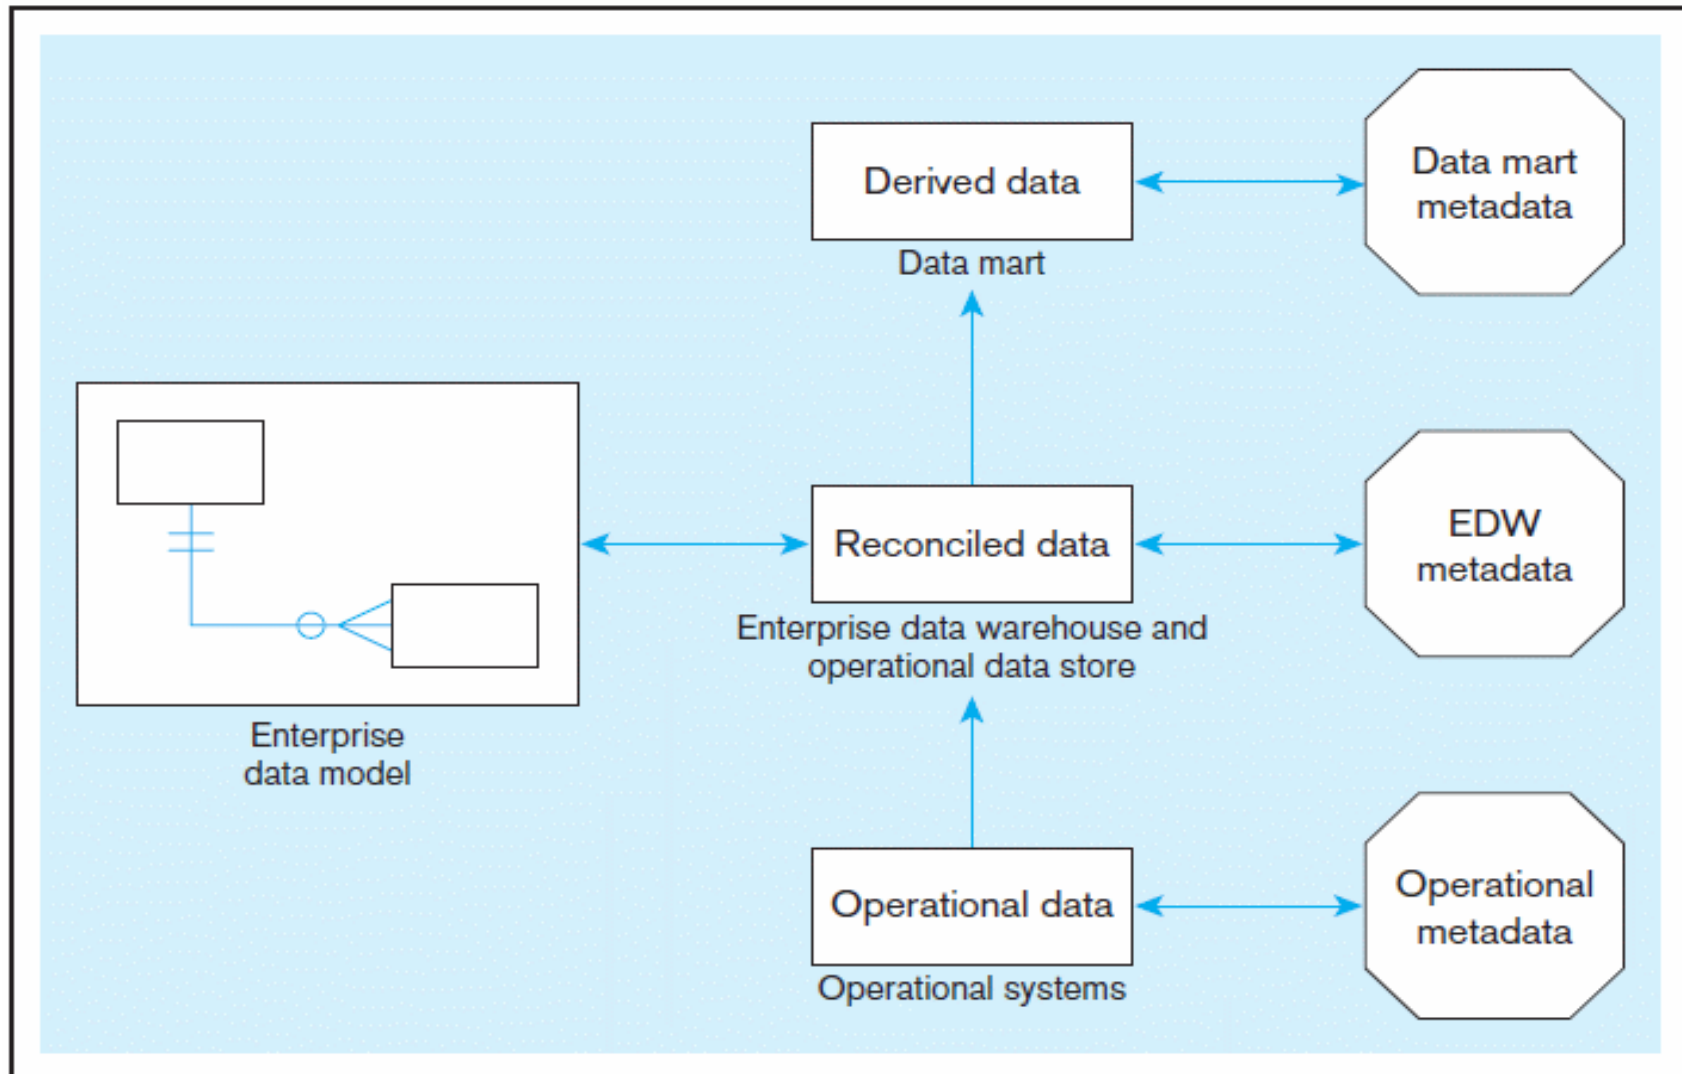 Derived data
Data mart
Data mart
metadata
Reconciled data
Enterprise data warehouse and
operational data store
EDW
metadata
Enterprise
data model
Operational data
Operational systems
Operational
metadata